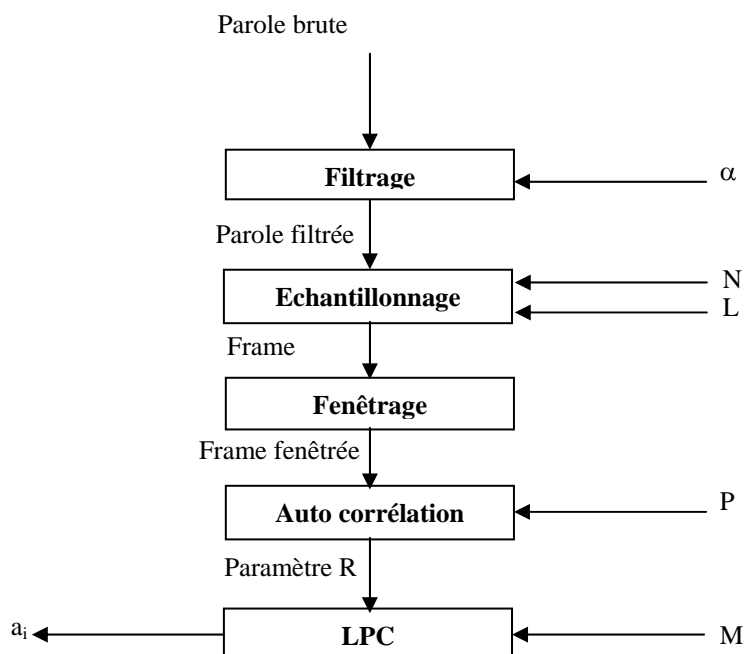 Parole brute
Filtrage
α
Parole filtrée
Echantillonnage
N
L
Frame
Fenêtrage
Frame fenêtrée
Auto corrélation
P
Paramètre R
LPC
M
aᵢ